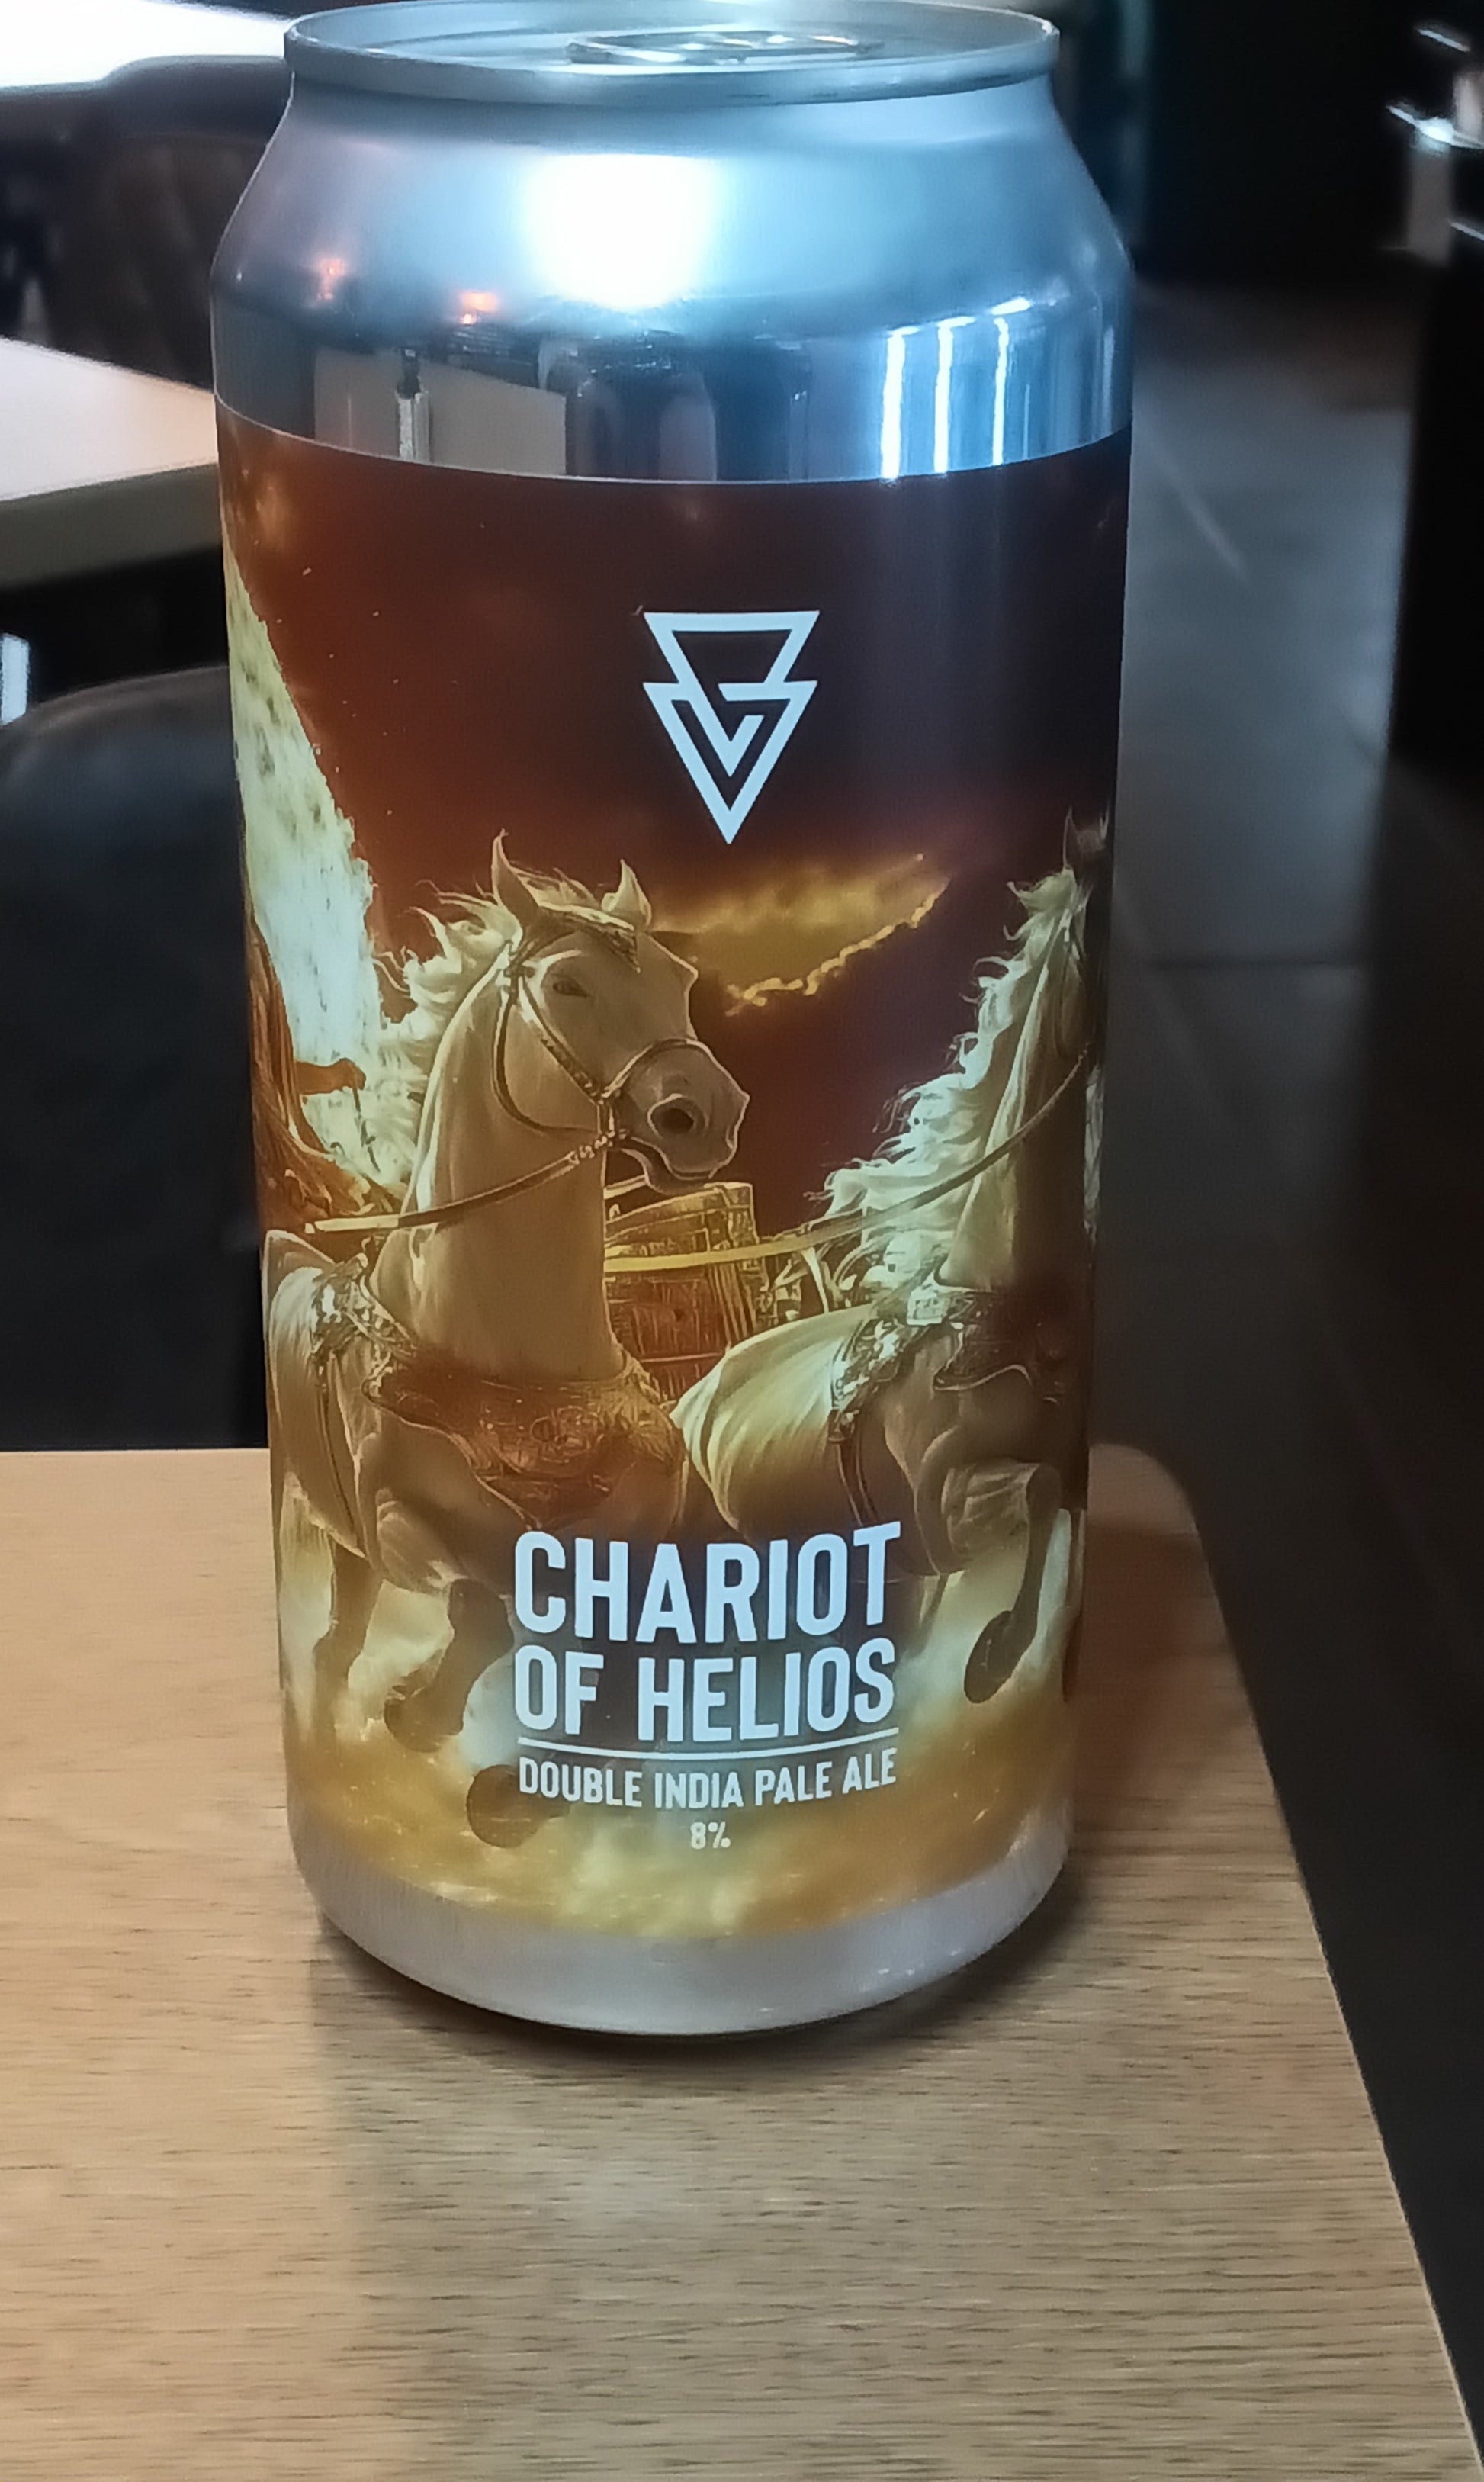 CHARIOT
OF HELIOS
DOUBLE INDIA PALE ALE
8%